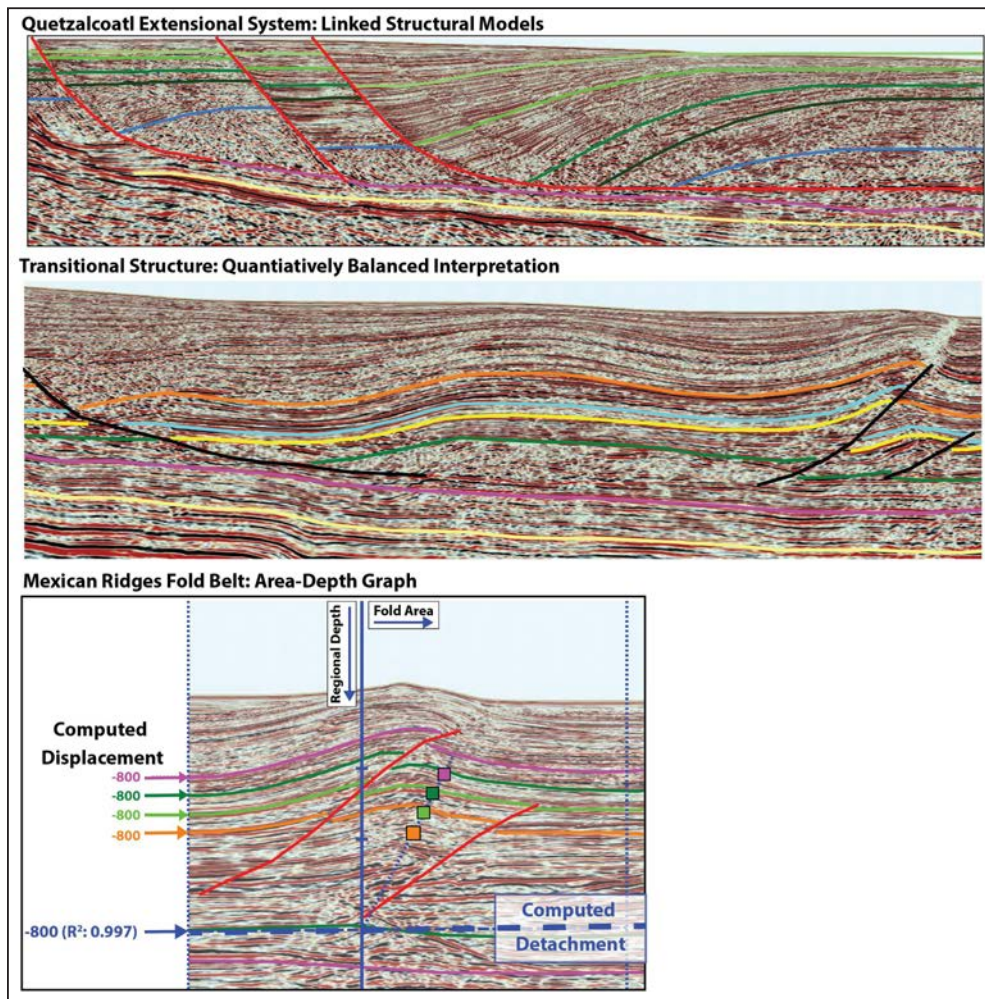 Quetzalcoatl Extensional System: Linked Structural Models
Transitional Structure: Quantiatively Balanced Interpretation
Mexican Ridges Fold Belt: Area-Depth Graph
Regional Depth
Fold Area
Computed
Displacement
-800
-800
-800
-800
-800 (R²: 0.997)
Computed
Detachment